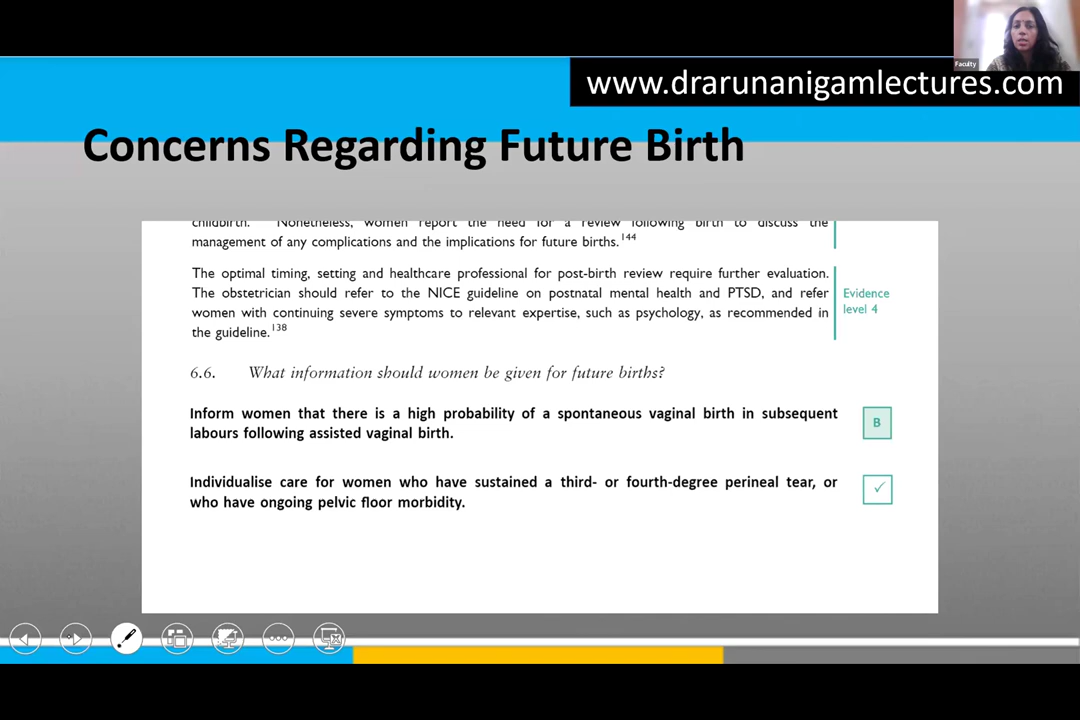 Faculty
www.drarunanigamlectures.com
Concerns Regarding Future Birth
childbirth. Nonetheless, women report the need for a review following birth to discuss the
management of any complications and the implications for future births.144
The optimal timing, setting and healthcare professional for post-birth review require further evaluation.
The obstetrician should refer to the NICE guideline on postnatal mental health and PTSD, and refer
women with continuing severe symptoms to relevant expertise, such as psychology, as recommended in
the guideline.138
Evidence
level 4
6.6. What information should women be given for future births?
Inform women that there is a high probability of a spontaneous vaginal birth in subsequent
labours following assisted vaginal birth.
B
Individualise care for women who have sustained a third- or fourth-degree perineal tear, or
who have ongoing pelvic floor morbidity.
✓